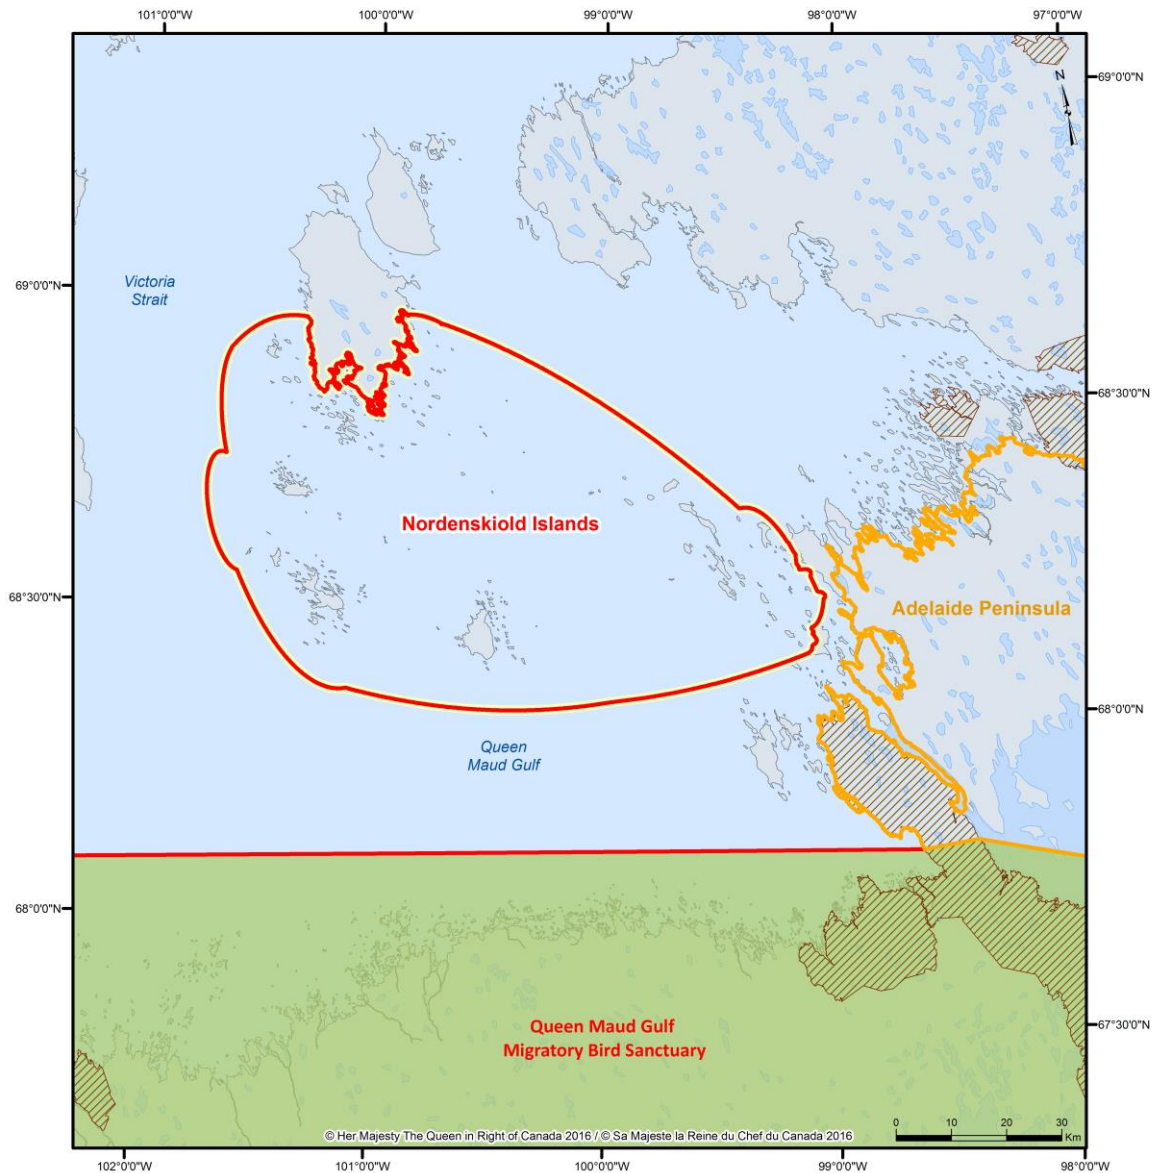 101°0'0"W 100°0'0"W 99°0'0"W 98°0'0"W 97°0'0"W
69°0'0"N
N
69°0'0"N
Victoria
Strait
68°30'0"N
Nordenskiold Islands
68°30'0"N
Adelaide Peninsula
68°0'0"N
Queen
Maud Gulf
68°0'0"N
67°30'0"N
Queen Maud Gulf
Migratory Bird Sanctuary
0 10 20 30
Km
© Her Majesty The Queen in Right of Canada 2016 / © Sa Majeste la Reine du Chef du Canada 2016
102°0'0"W 101°0'0"W 100°0'0"W 99°0'0"W 98°0'0"W